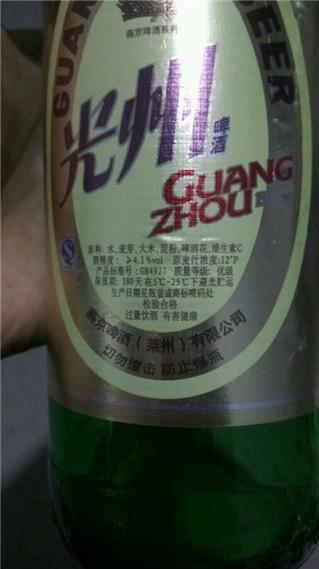 GUANG
BEER
燕京啤酒系列
光州
啤酒
GUANG
ZHOU
原料: 水、麦芽、大米、淀粉、啤酒花、维生素C
酒精度: ≥4.1%vol 原麦汁浓度:12°P
产品标准号: GB4927 质量等级: 优级
保质期: 180天在5℃-25℃下避光贮运
生产日期见瓶盖或商标喷码处
检验合格
过量饮酒 有害健康
燕京啤酒(莱州)有限公司
切勿撞击 防止爆瓶